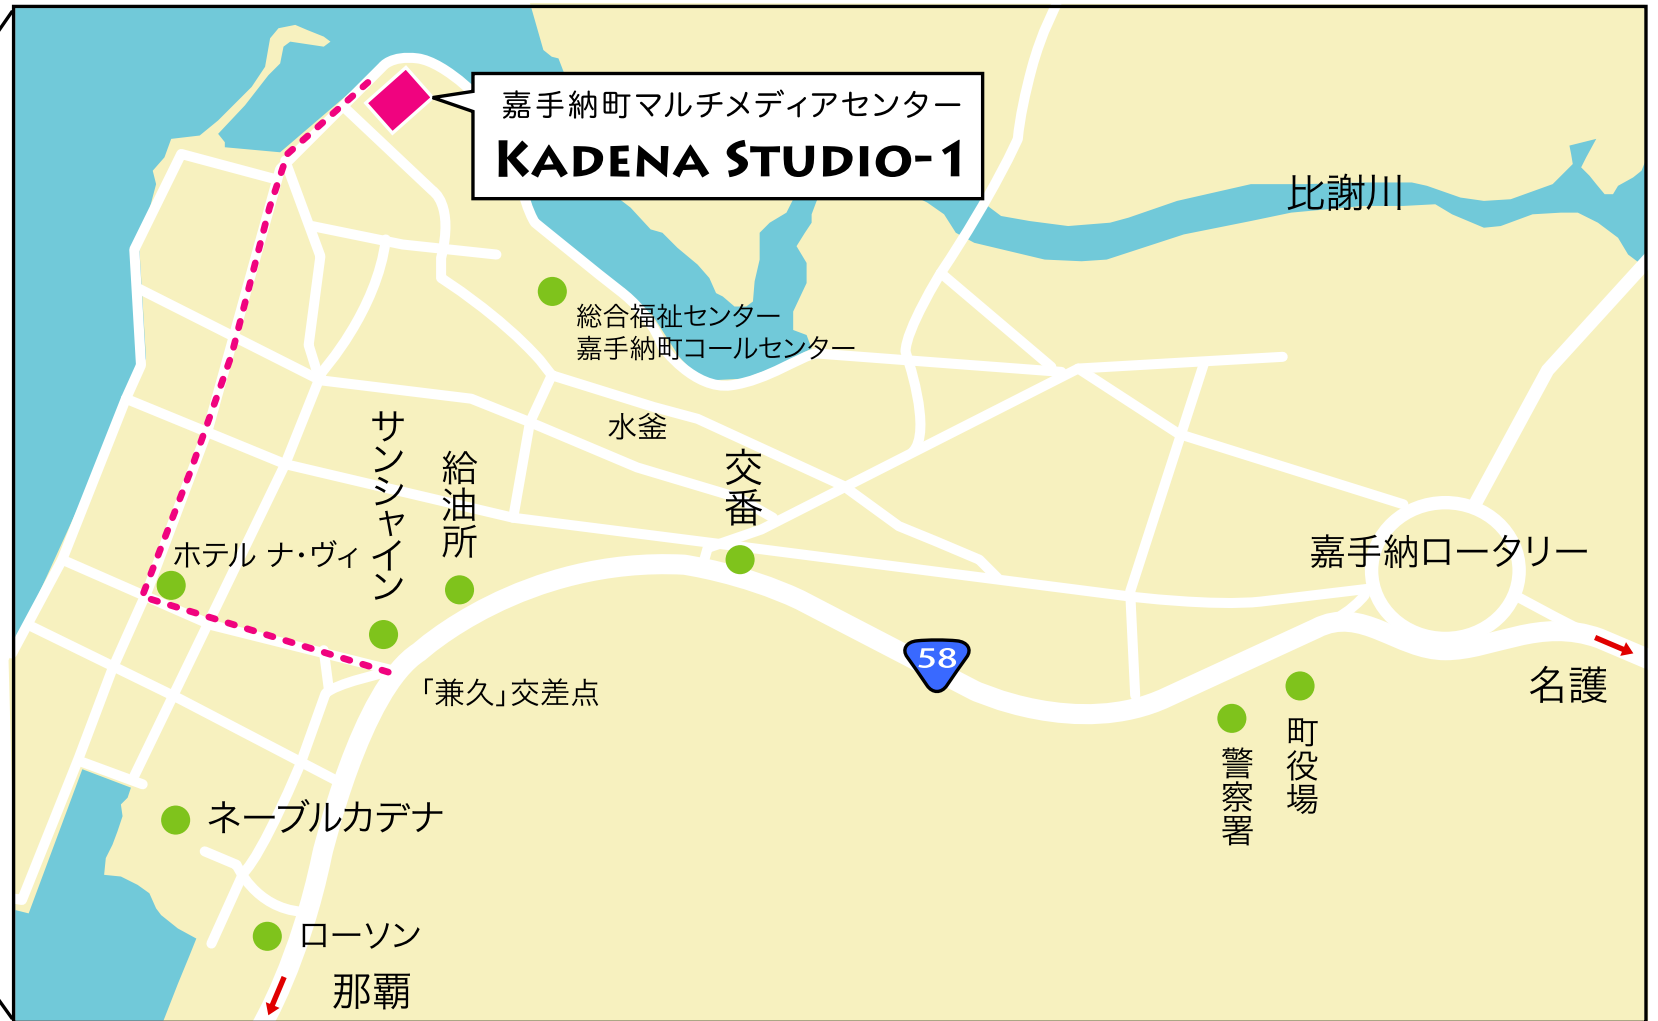 嘉手納町マルチメディアセンター
KADENA STUDIO-1
比謝川
総合福祉センター
嘉手納町コールセンター
水釜
サンシャイン
給油所
交番
ホテル ナ・ヴィ
嘉手納ロータリー
58
「兼久」交差点
名護
町役場
警察署
ネーブルカデナ
ローソン
那覇